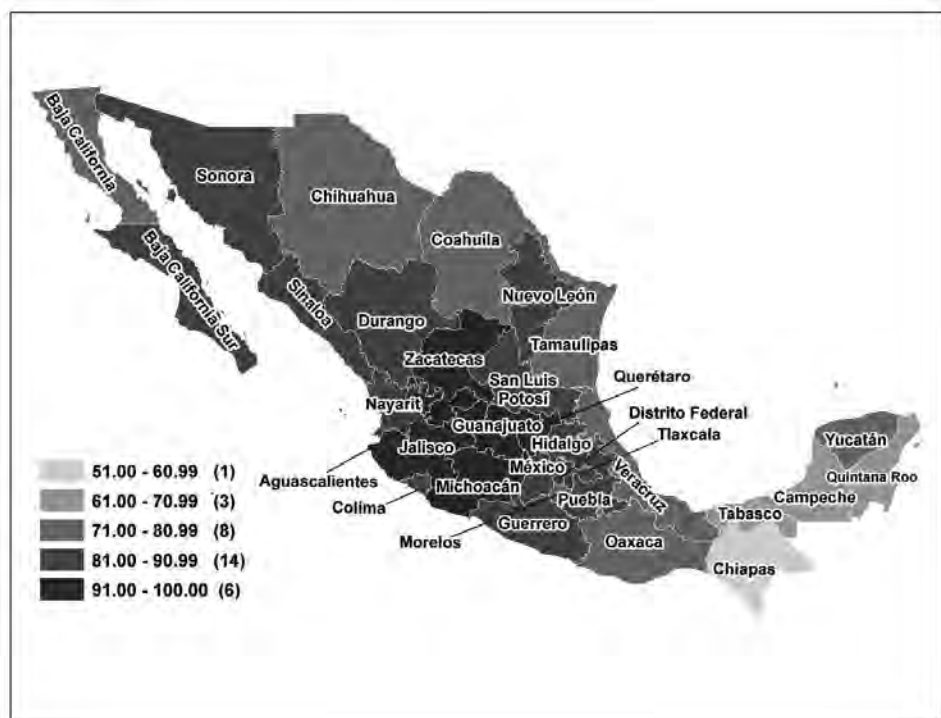 Baja California
Sonora
Chihuahua
Coahuila
Baja California Sur
Sinaloa
Nuevo León
Durango
Tamaulipas
Zacatecas
San Luis
Potosí
Querétaro
Nayarit
Distrito Federal
Guanajuato
Tlaxcala
Hidalgo
Yucatán
Jalisco
México
Veracruz
Quintana Roo
Aguascalientes
Michoacán
Campeche
Puebla
Colima
Tabasco
Guerrero
Morelos
Oaxaca
Chiapas
51.00 - 60.99 (1)
61.00 - 70.99 (3)
71.00 - 80.99 (8)
81.00 - 90.99 (14)
91.00 - 100.00 (6)